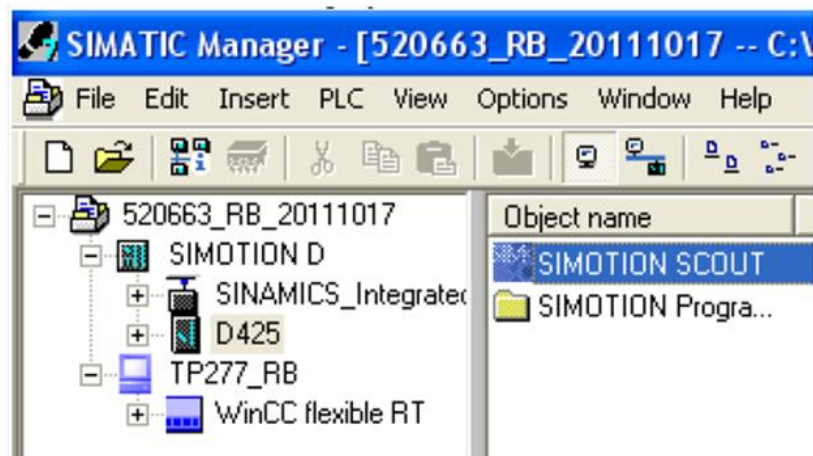 SIMATIC Manager - [520663_RB_20111017 -- C:\
File Edit Insert PLC View Options Window Help
520663_RB_20111017
SIMOTION D
SINAMICS_Integrated
D425
TP277_RB
WinCC flexible RT
Object name
SIMOTION SCOUT
SIMOTION Progra...